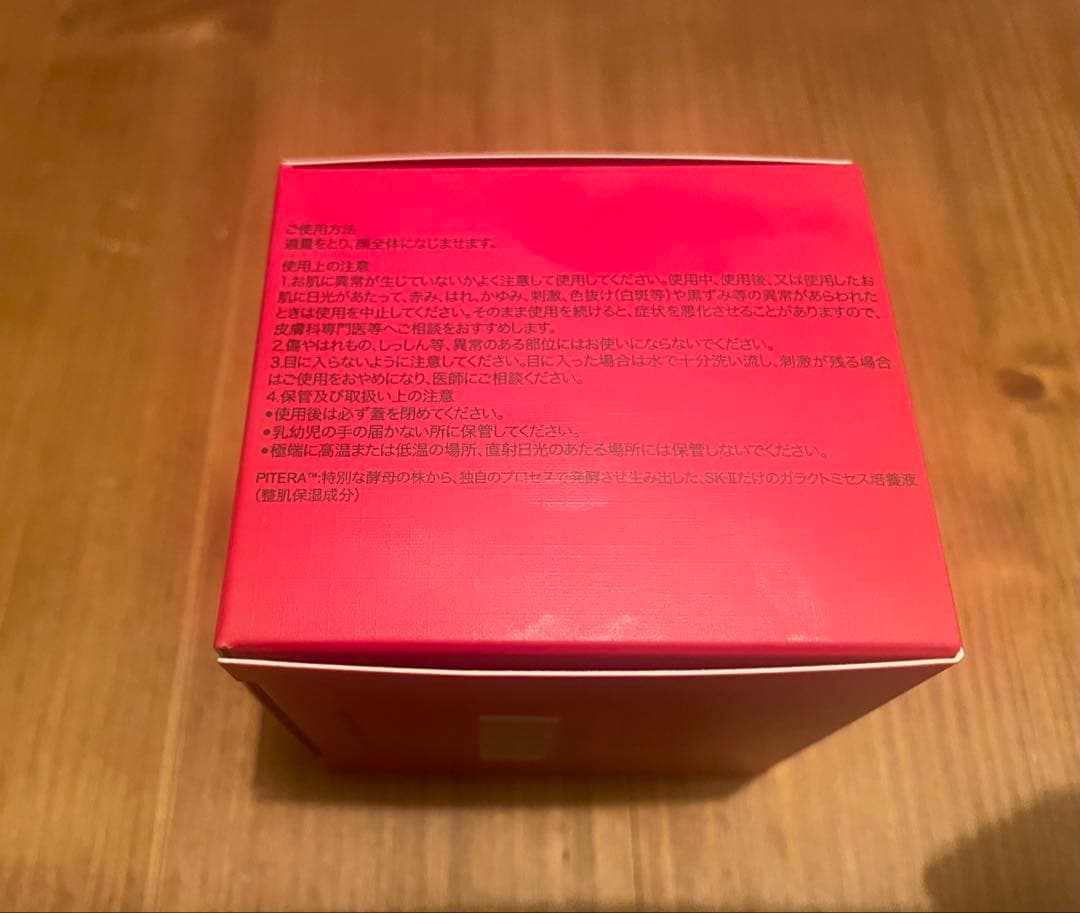 ご使用方法
適量をとり、顔全体になじませます。
使用上の注意
1.お肌に異常が生じていないかよく注意して使用してください。使用中、使用後、又は使用したお
肌に日光があたって、赤み、はれ、かゆみ、刺激、色抜け(白斑等)や黒ずみ等の異常があらわれた
ときは使用を中止してください。そのまま使用を続けると、症状を悪化させることがありますので、
皮膚科専門医等へご相談をおすすめします。
2.傷やはれもの、しっしん等、異常のある部位にはお使いにならないでください。
3.目に入らないように注意してください。目に入った場合は水で十分洗い流し、刺激が残る場合
はご使用をおやめになり、医師にご相談ください。
4.保管及び取扱い上の注意
●使用後は必ず蓋を閉めてください。
●乳幼児の手の届かない所に保管してください。
●極端に高温または低温の場所、直射日光のあたる場所には保管しないでください。
PITERA™:特別な酵母の株から、独自のプロセスで発酵させ生み出した、SK-IIだけのガラクトミセス培養液
(整肌保湿成分)